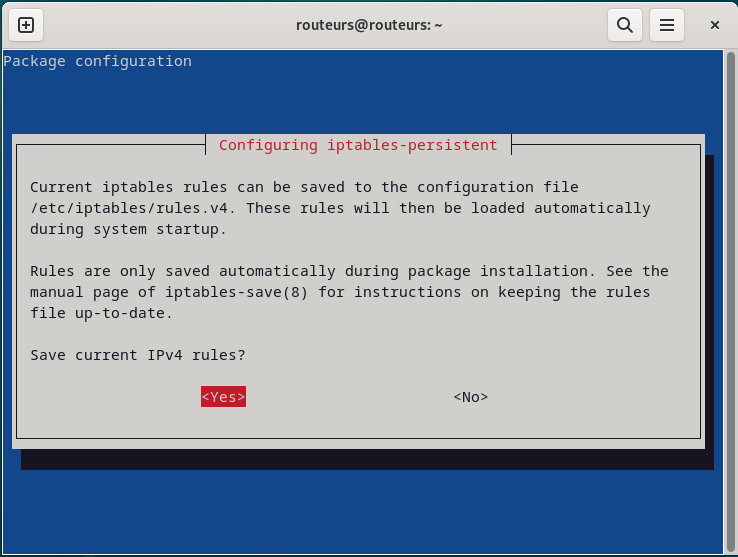 routeurs@routeurs: ~
Package configuration
Configuring iptables-persistent
Current iptables rules can be saved to the configuration file
/etc/iptables/rules.v4. These rules will then be loaded automatically
during system startup.
Rules are only saved automatically during package installation. See the
manual page of iptables-save(8) for instructions on keeping the rules
file up-to-date.
Save current IPv4 rules?
<Yes> <No>